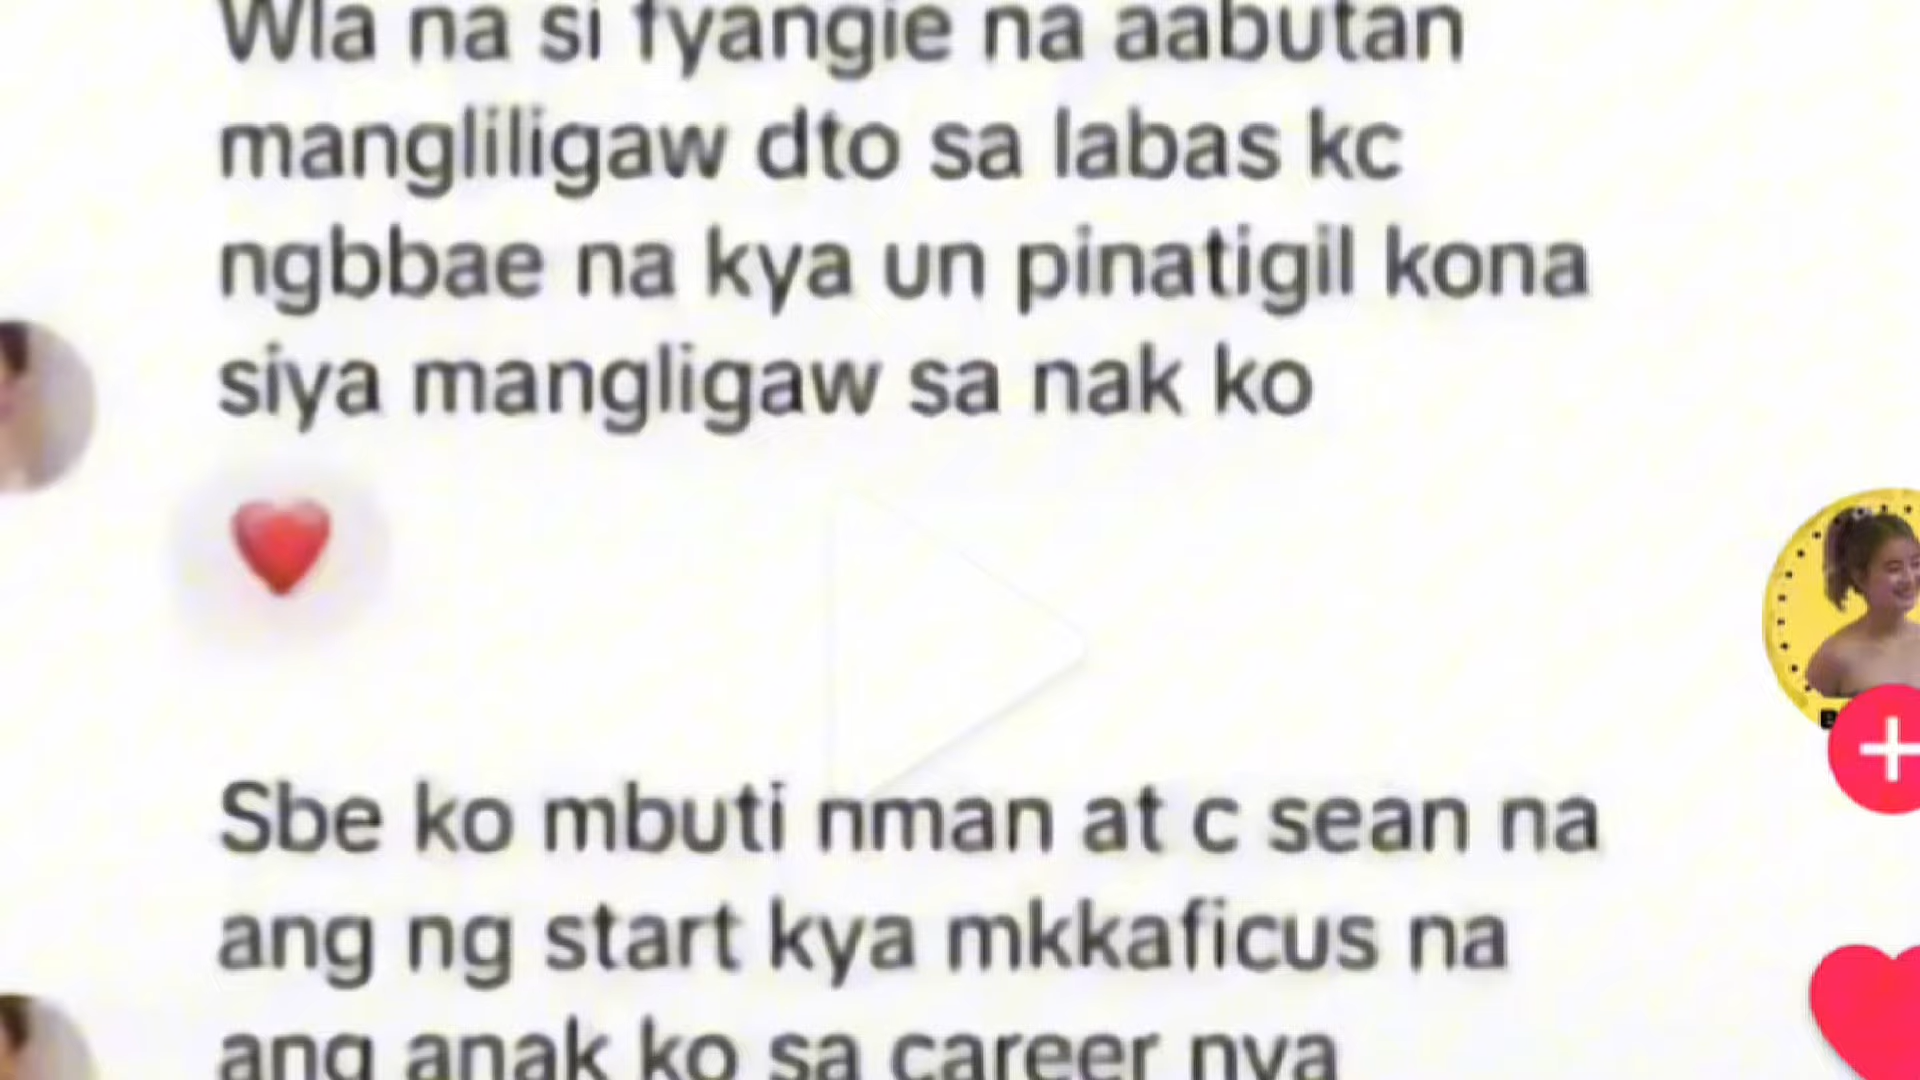 Wla na si fyangie na aabutan
mangliligaw dto sa labas kc
ngbbae na kya un pinatigil kona
siya mangligaw sa nak ko
Sbe ko mbuti nman at c sean na
ang ng start kya mkkaficus na
ang anak ko sa career nya